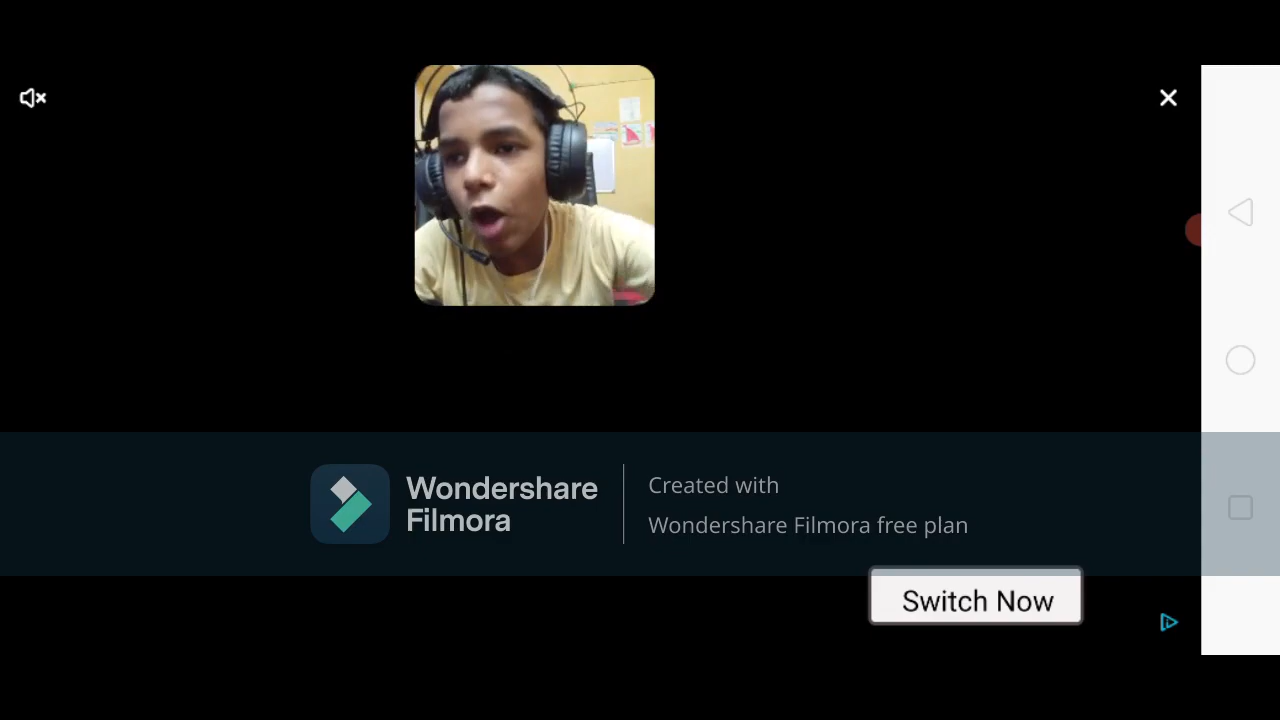 Wondershare
Filmora
Created with
Wondershare Filmora free plan
Switch Now